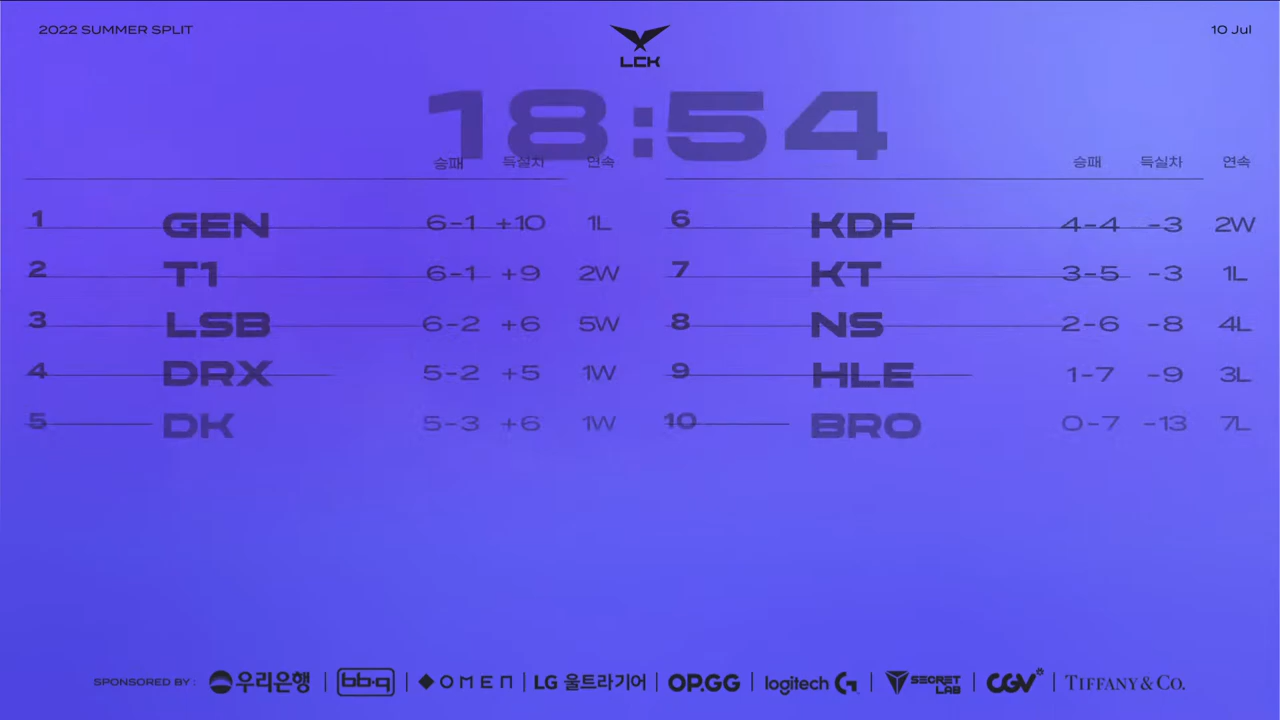 2022 SUMMER SPLIT
LCK
10 Jul
18:54
승패 득실차 연속
1 GEN 6-1 +10 1L
2 T1 6-1 +9 2W
3 LSB 6-2 +6 5W
4 DRX 5-2 +5 1W
5 DK 5-3 +6 1W
승패 득실차 연속
6 KDF 4-4 -3 2W
7 KT 3-5 -3 1L
8 NS 2-6 -8 4L
9 HLE 1-7 -9 3L
10 BRO 0-7 -13 7L
SPONSORED BY : 우리은행 | bb.q | OMEN | LG 울트라기어 | OP.GG | logitech G | SECRET LAB | CGV | TIFFANY & CO.